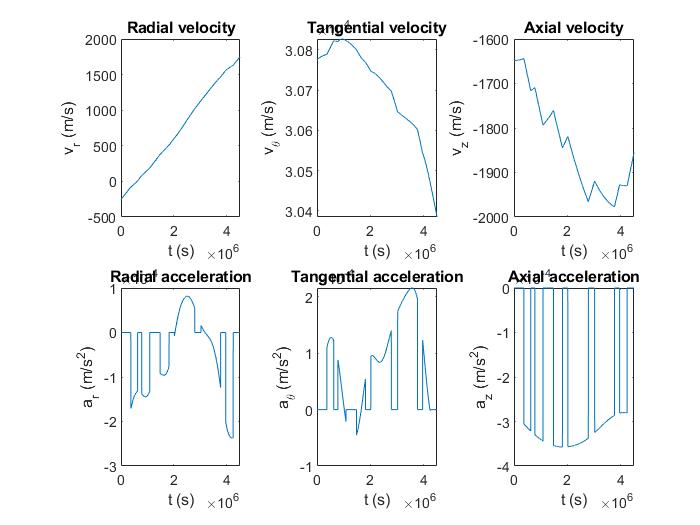 Radial velocity
2000
1500
1000
500
0
-500
v_r (m/s)
0 2 4
t (s) ×10^6
Tangential velocity
3.08
3.07
3.06
3.05
3.04
v_θ (m/s)
0 2 4
t (s) ×10^6
Axial velocity
-1600
-1700
-1800
-1900
-2000
v_z (m/s)
0 2 4
t (s) ×10^6
Radial acceleration
1
0
-1
-2
-3
a_r (m/s²)
0 2 4
t (s) ×10^6
Tangential acceleration
2
1
0
-1
a_θ (m/s²)
0 2 4
t (s) ×10^6
Axial acceleration
0
-1
-2
-3
-4
a_z (m/s²)
0 2 4
t (s) ×10^6